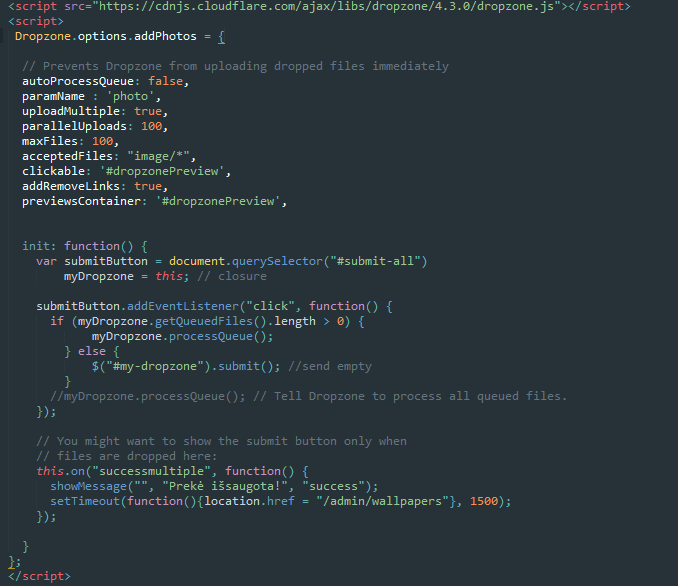 <script src="https://cdnjs.cloudflare.com/ajax/libs/dropzone/4.3.0/dropzone.js"></script>
<script>
Dropzone.options.addPhotos = {
// Prevents Dropzone from uploading dropped files immediately
autoProcessQueue: false,
paramName : 'photo',
uploadMultiple: true,
parallelUploads: 100,
maxFiles: 100,
acceptedFiles: "image/*",
clickable: '#dropzonePreview',
addRemoveLinks: true,
previewsContainer: '#dropzonePreview',
init: function() {
var submitButton = document.querySelector("#submit-all")
myDropzone = this; // closure
submitButton.addEventListener("click", function() {
if (myDropzone.getQueuedFiles().length > 0) {
myDropzone.processQueue();
} else {
$("#my-dropzone").submit(); //send empty
}
//myDropzone.processQueue(); // Tell Dropzone to process all queued files.
});
// You might want to show the submit button only when
// files are dropped here:
this.on("successmultiple", function() {
showMessage("", "Prekė išsaugota!", "success");
setTimeout(function(){location.href = "/admin/wallpapers"}, 1500);
});
}
};
</script>